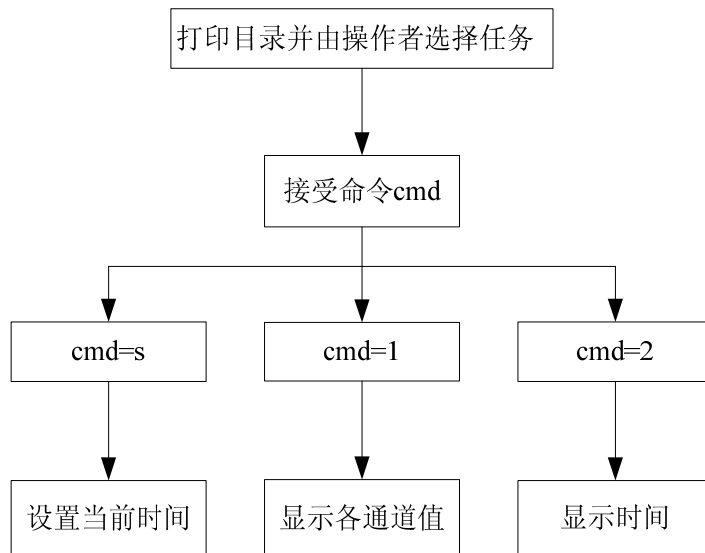 打印目录并由操作者选择任务
接受命令cmd
cmd=s
cmd=1
cmd=2
设置当前时间
显示各通道值
显示时间